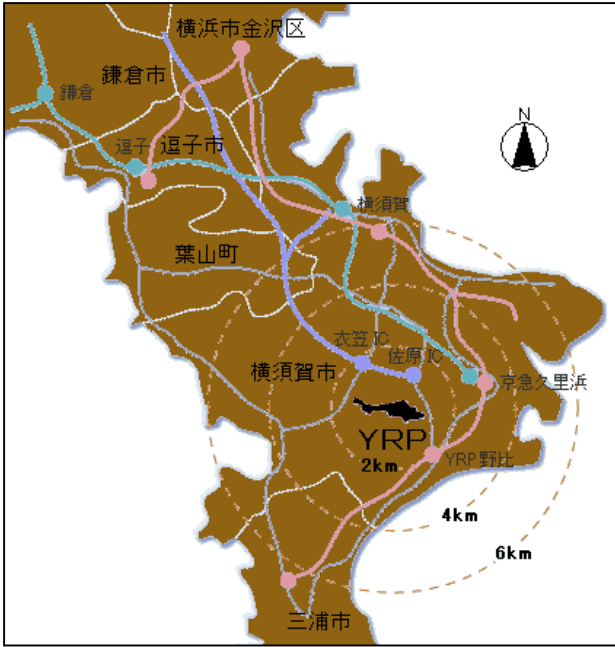 横浜市金沢区
N
鎌倉市
鎌倉
逗子
逗子市
横須賀
葉山町
衣笠IC
佐原IC
横須賀市
京急久里浜
YRP
YRP野比
2km
4km
6km
三浦市